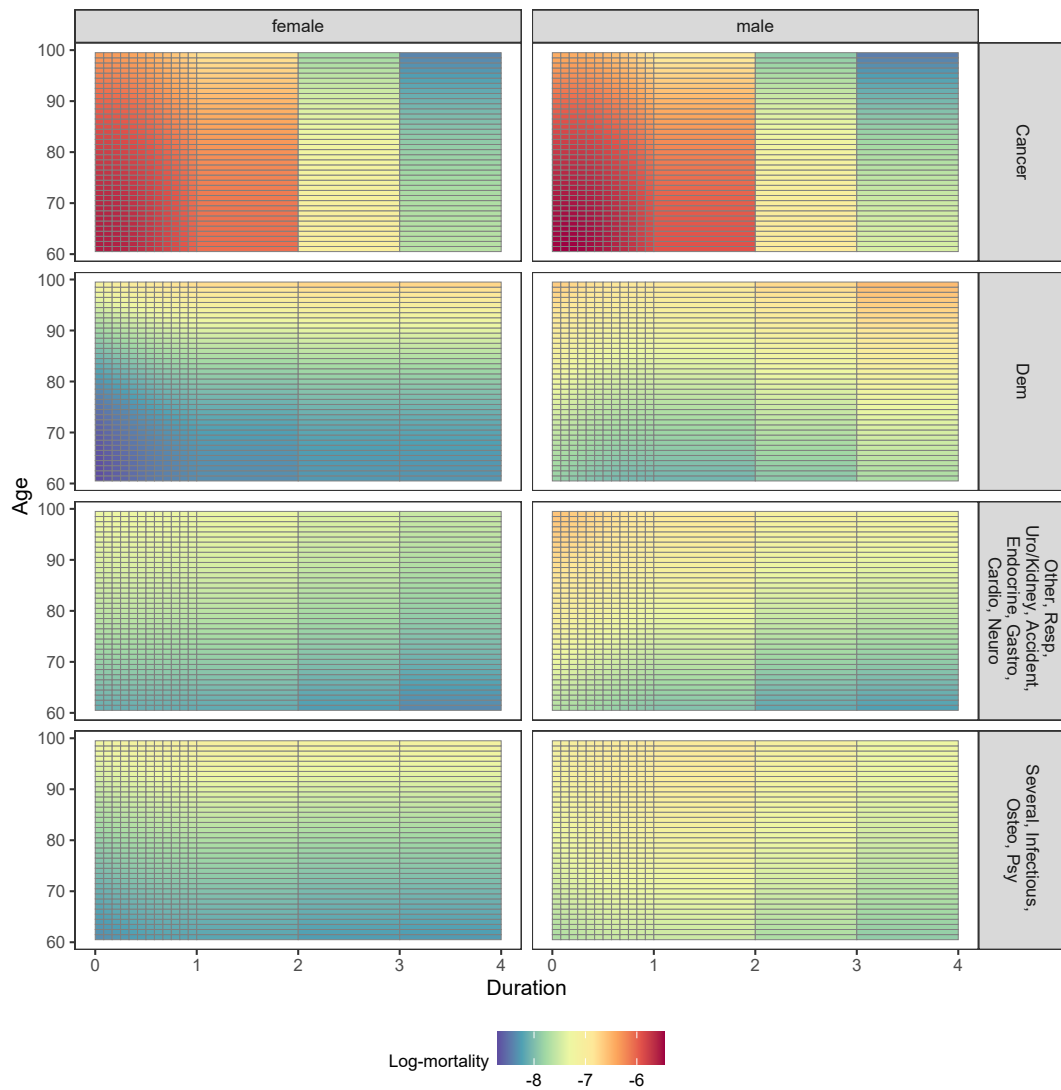 female
male
100
90
80
70
60
Cancer
100
90
80
70
60
Dem
Age
100
90
80
70
60
Other, Resp,
Uro/Kidney, Accident,
Endocrine, Gastro,
Cardio, Neuro
100
90
80
70
60
Several, Infectious,
Osteo, Psy
0 1 2 3 4
0 1 2 3 4
Duration
Log-mortality
-8 -7 -6